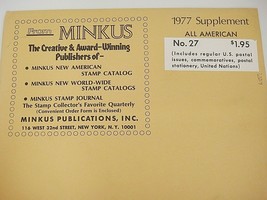 From MINKUS
The Creative & Award-Winning
Publishers of—
• MINKUS NEW AMERICAN
STAMP CATALOG
• MINKUS NEW WORLD-WIDE
STAMP CATALOGS
• MINKUS STAMP JOURNAL
The Stamp Collector's Favorite Quarterly
(Convenient Order Form is Enclosed)
MINKUS PUBLICATIONS, INC.
116 WEST 32nd STREET, NEW YORK, N.Y. 10001
1977 Supplement
ALL AMERICAN
No. 27 $1.95
(Includes regular U.S. postal
issues, commemoratives, postal
stationery, United Nations)